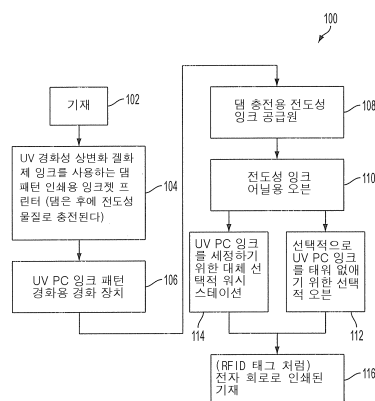 100
기재
102
UV 경화성 상변화 겔화
제 잉크를 사용하는 댐
패턴 인쇄용 잉크젯 프
린터 (댐은 후에 전도성
물질로 충전된다)
104
UV PC 잉크 패턴
경화용 경화 장치
106
댐 충전용 전도성
잉크 공급원
108
전도성 잉크
어닐용 오븐
110
UV PC 잉크
를 세정하기
위한 대체 선
택적 워시
스테이션
114
선택적으로
UV PC 잉크
를 태워 없애
기 위한 선택
적 오븐
112
(RFID 태그 처럼)
전자 회로로 인쇄된
기재
116